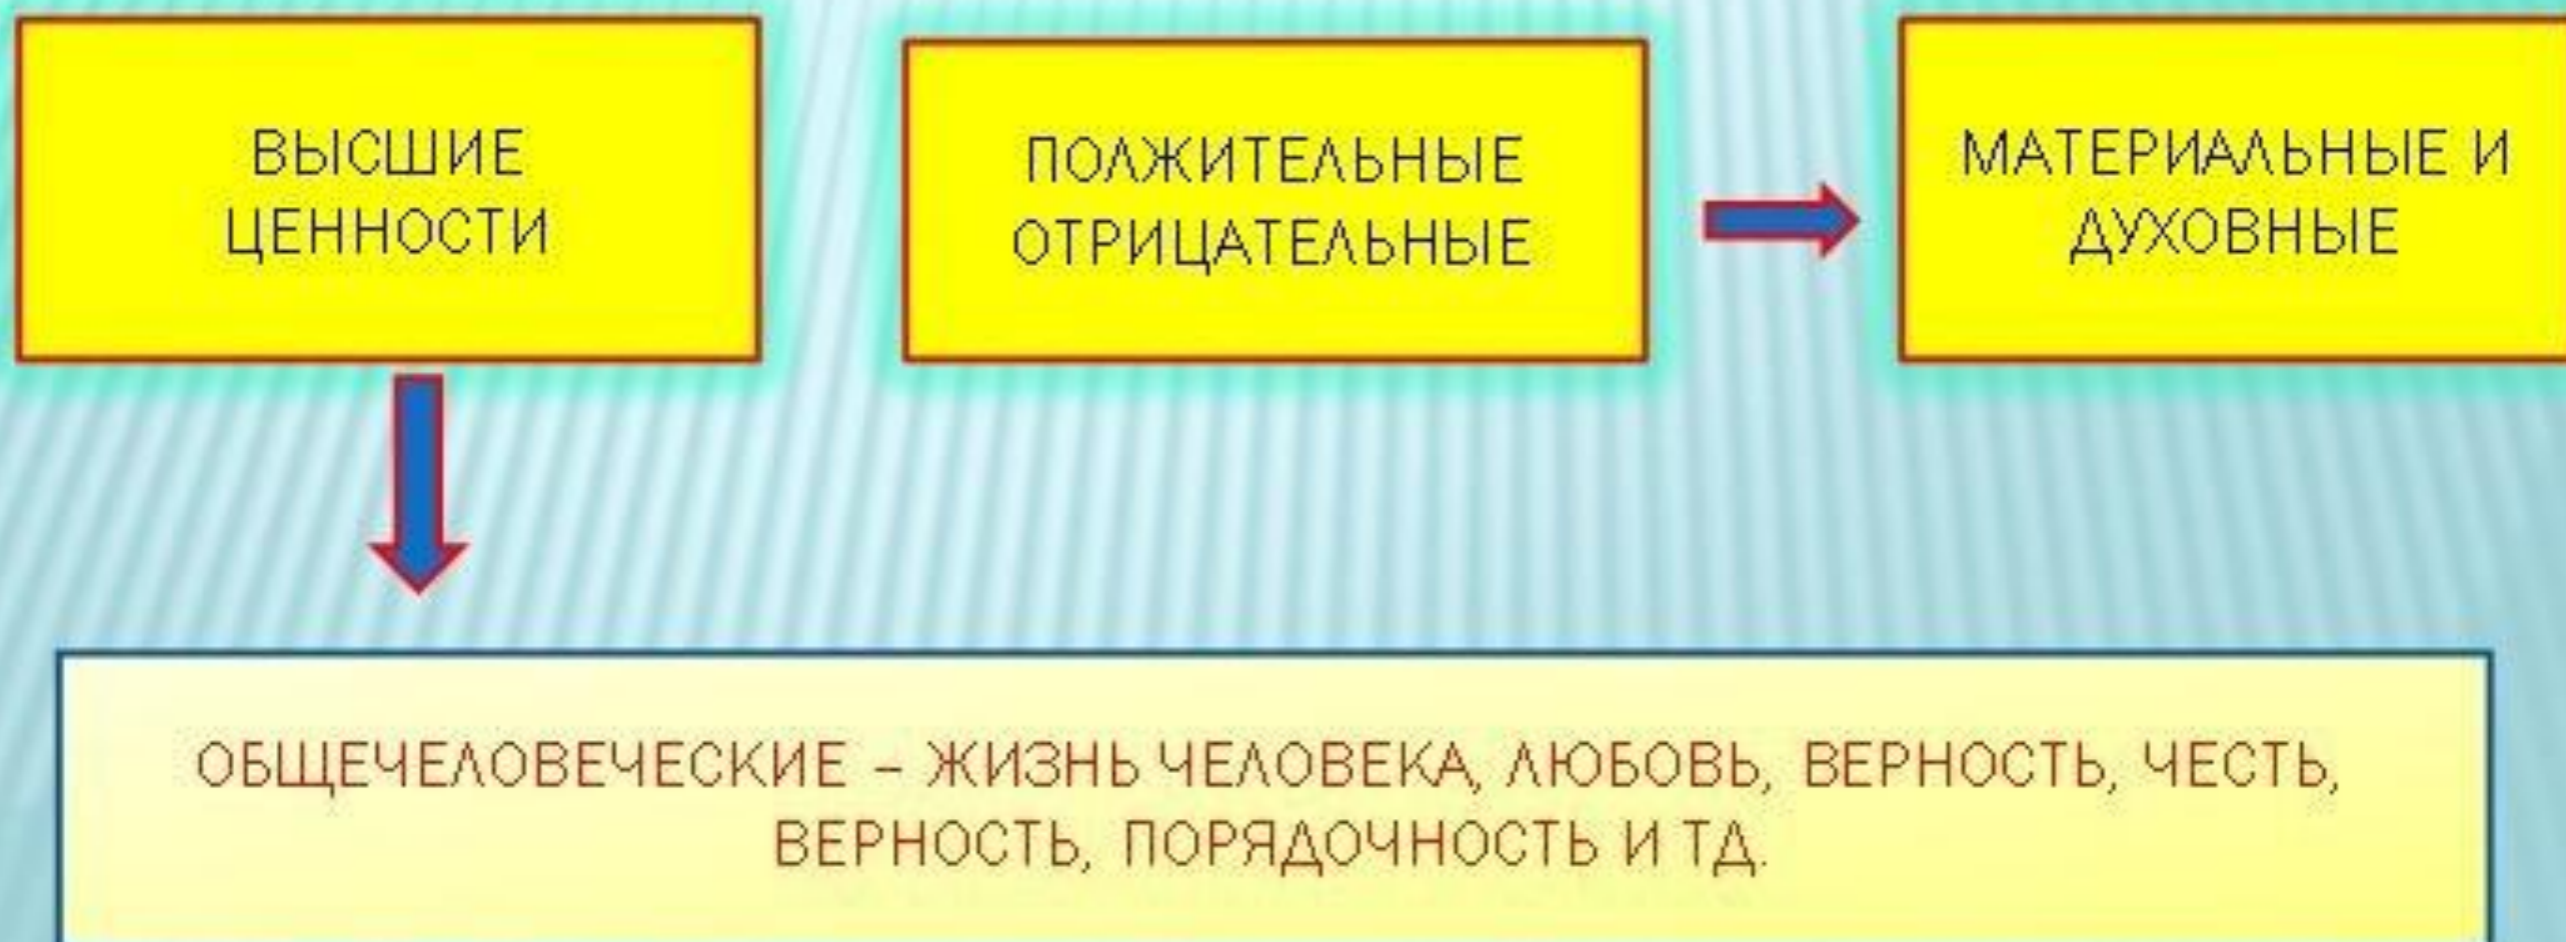 ВЫСШИЕ
ЦЕННОСТИ
ПОЛЖИТЕЛЬНЫЕ
ОТРИЦАТЕЛЬНЫЕ
МАТЕРИАЛЬНЫЕ И
ДУХОВНЫЕ
ОБЩЕЧЕЛОВЕЧЕСКИЕ – ЖИЗНЬ ЧЕЛОВЕКА, ЛЮБОВЬ, ВЕРНОСТЬ, ЧЕСТЬ,
ВЕРНОСТЬ, ПОРЯДОЧНОСТЬ И ТД.